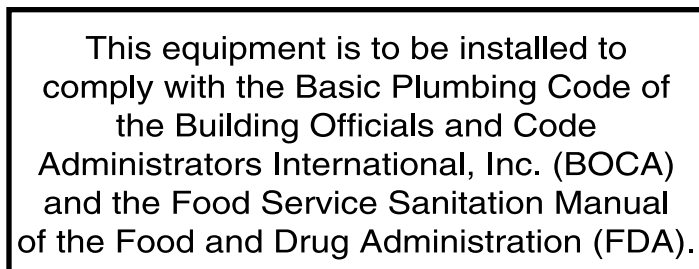 This equipment is to be installed to
comply with the Basic Plumbing Code of
the Building Officials and Code
Administrators International, Inc. (BOCA)
and the Food Service Sanitation Manual
of the Food and Drug Administration (FDA).